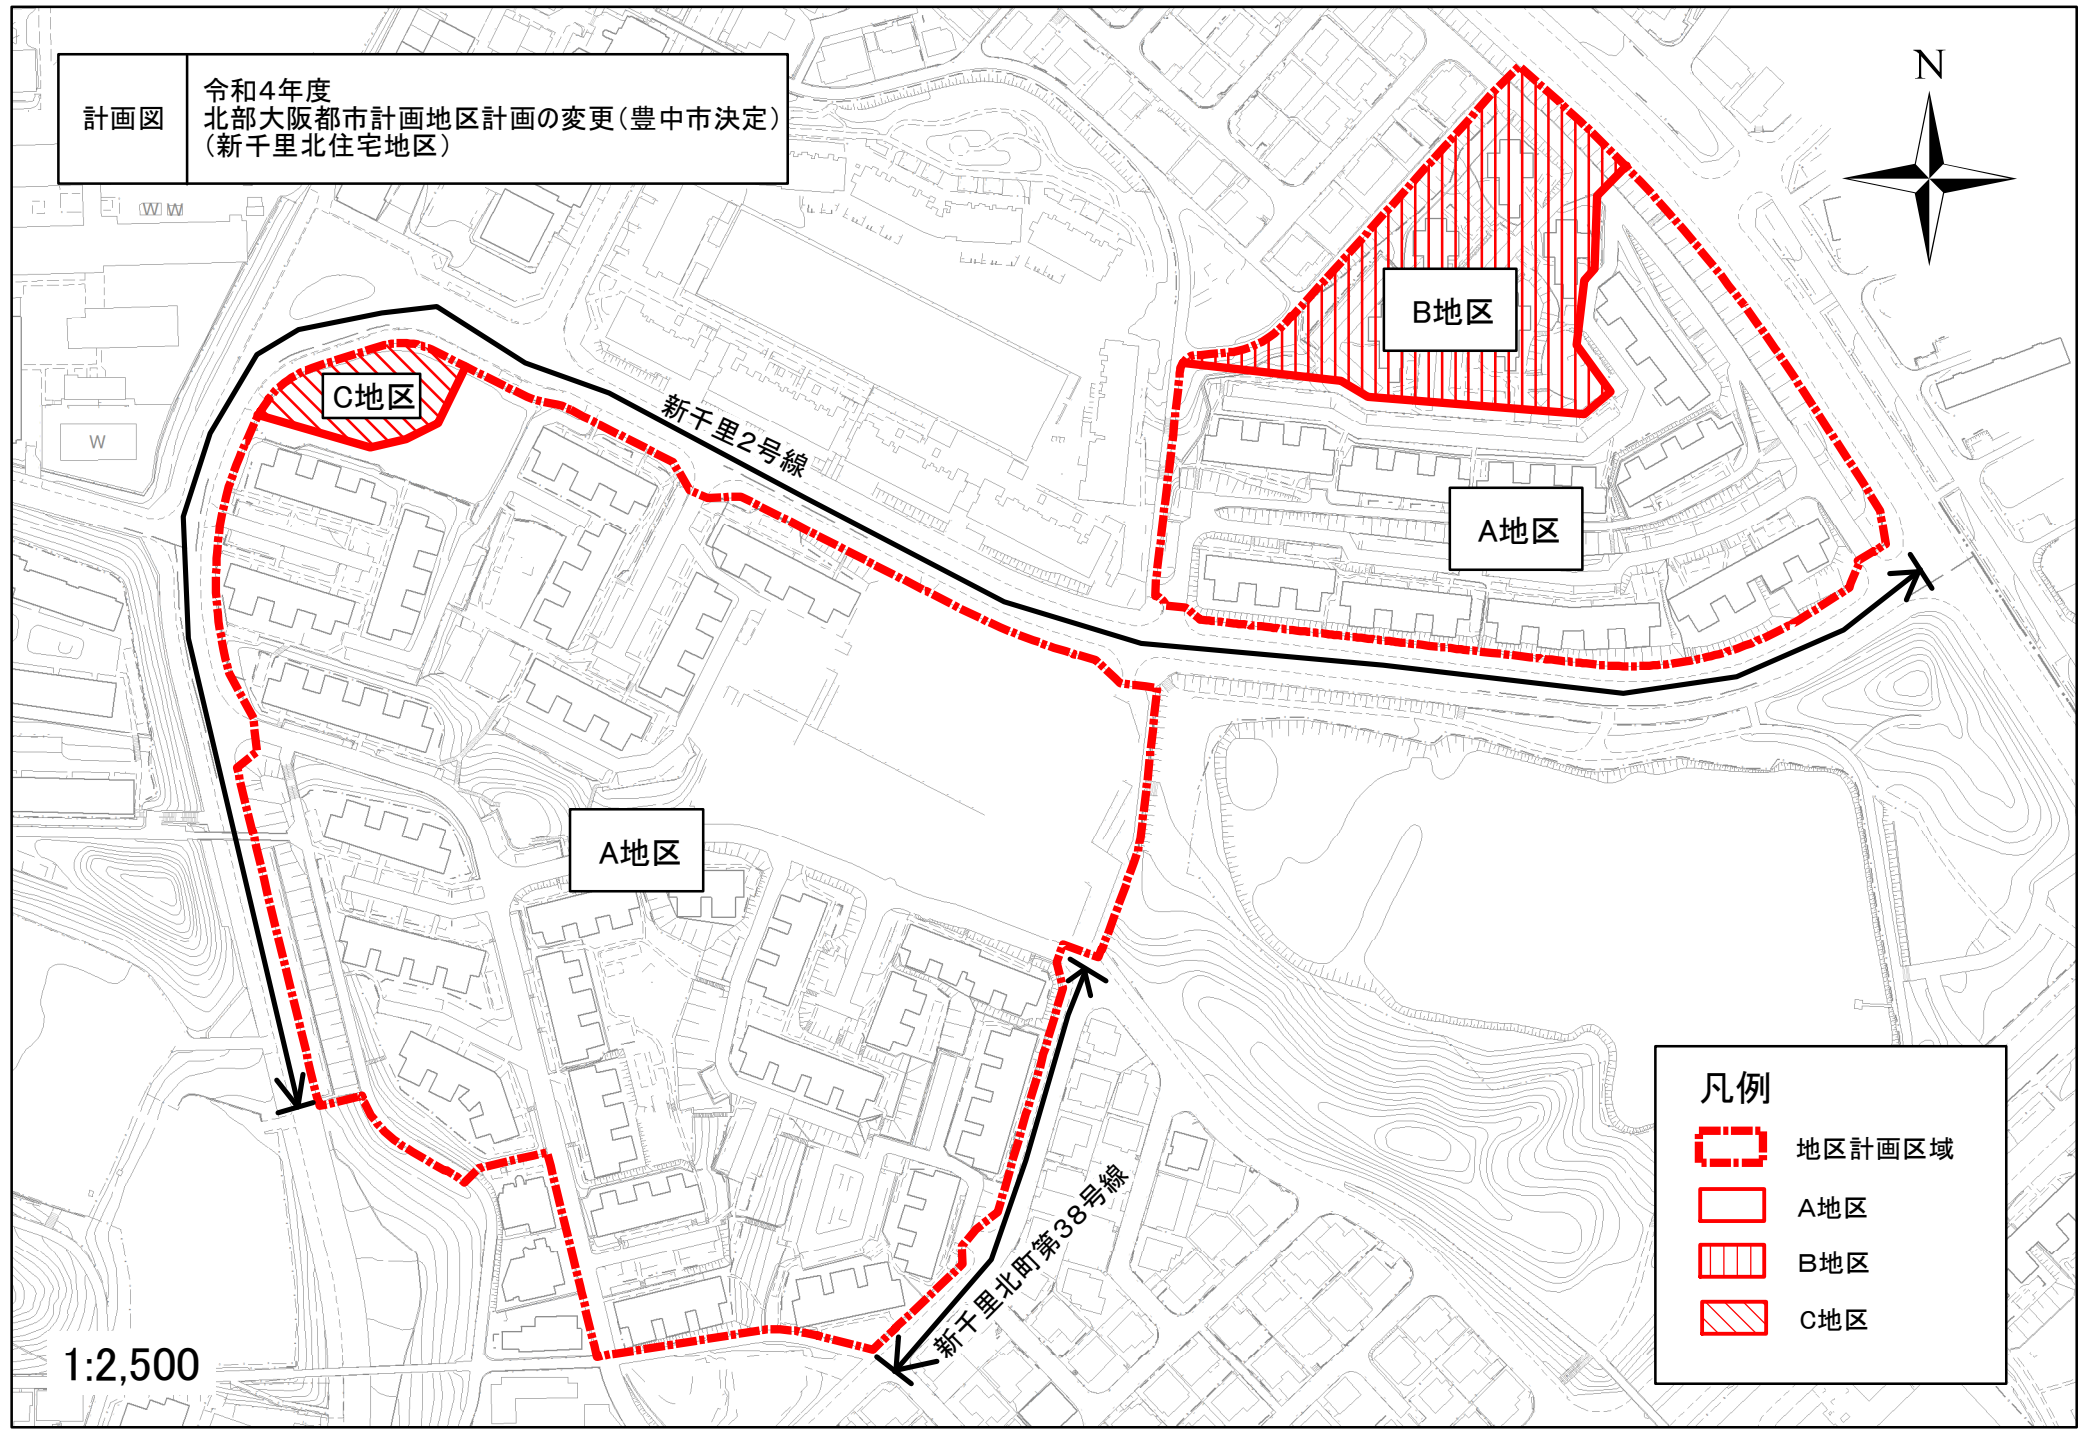 計画図
令和4年度
北部大阪都市計画地区計画の変更(豊中市決定)
(新千里北住宅地区)
N
W W
B地区
C地区
新千里2号線
W
A地区
A地区
新千里北町第38号線
凡例
地区計画区域
A地区
B地区
C地区
1:2,500